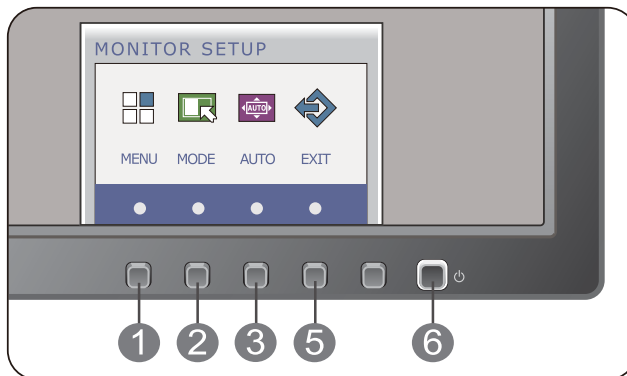 MONITOR SETUP
MENU MODE AUTO EXIT
AUTO
1 2 3 5 6